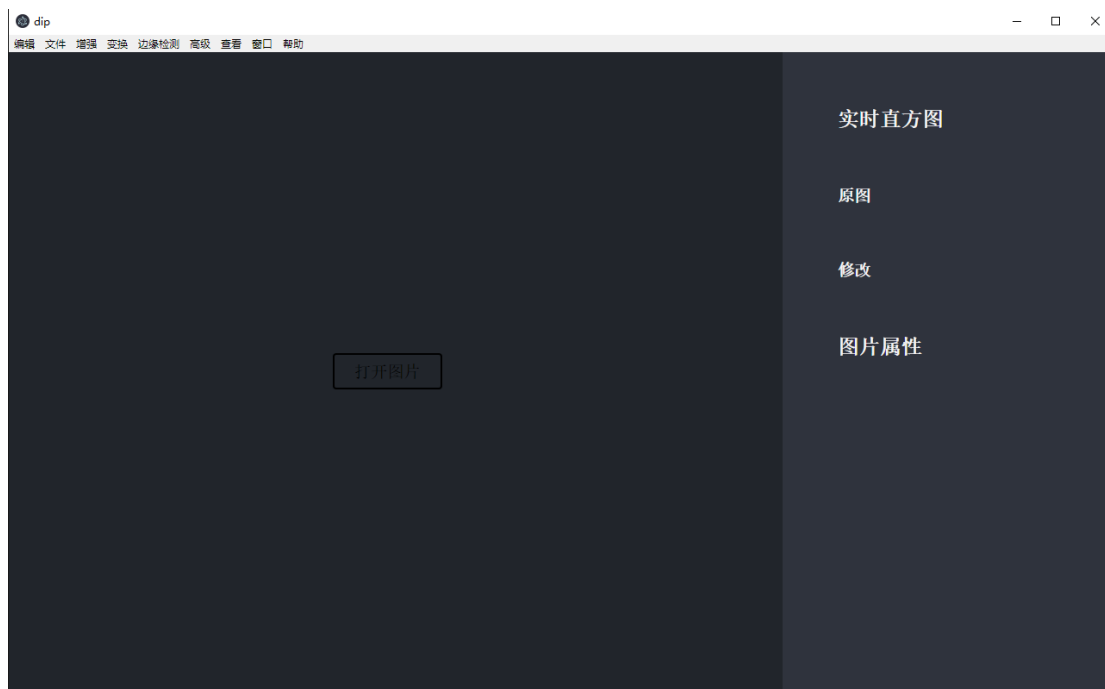 dip
编辑 文件 增强 变换 边缘检测 高级 查看 窗口 帮助
实时直方图
原图
修改
图片属性
打开图片